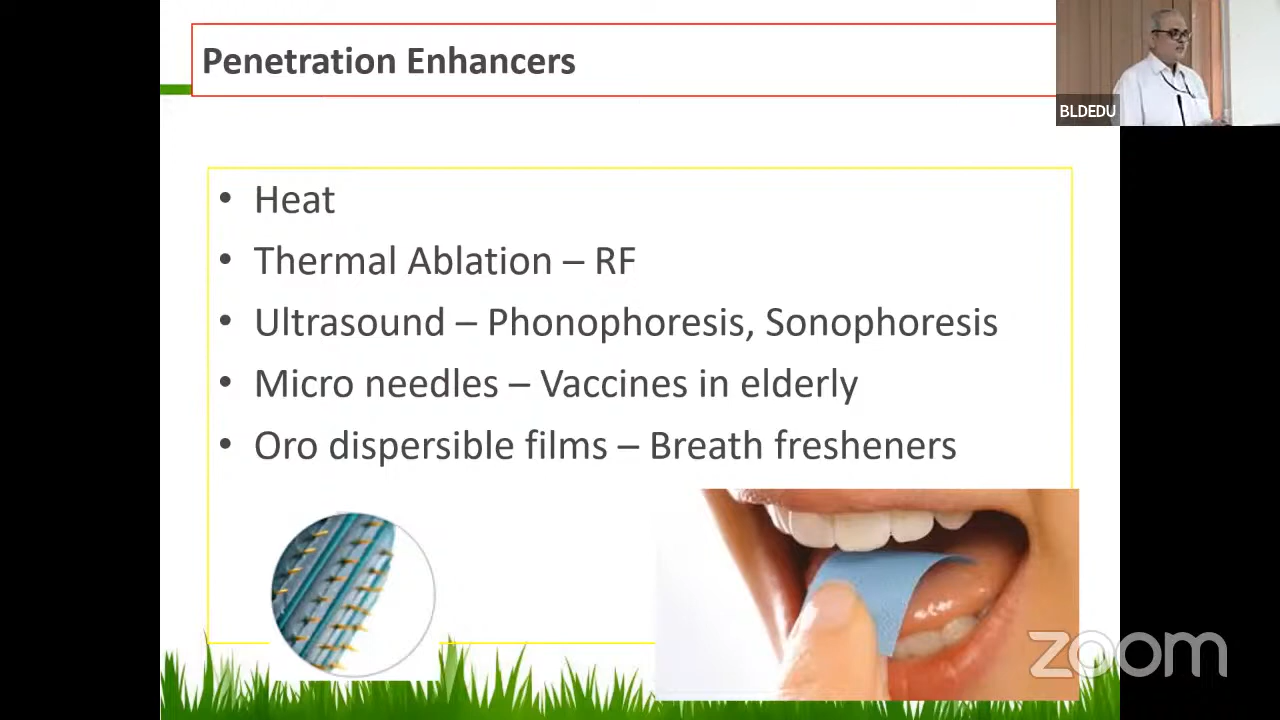 Penetration Enhancers
BLDEDU
• Heat
• Thermal Ablation – RF
• Ultrasound – Phonophoresis, Sonophoresis
• Micro needles – Vaccines in elderly
• Oro dispersible films – Breath fresheners
zoom